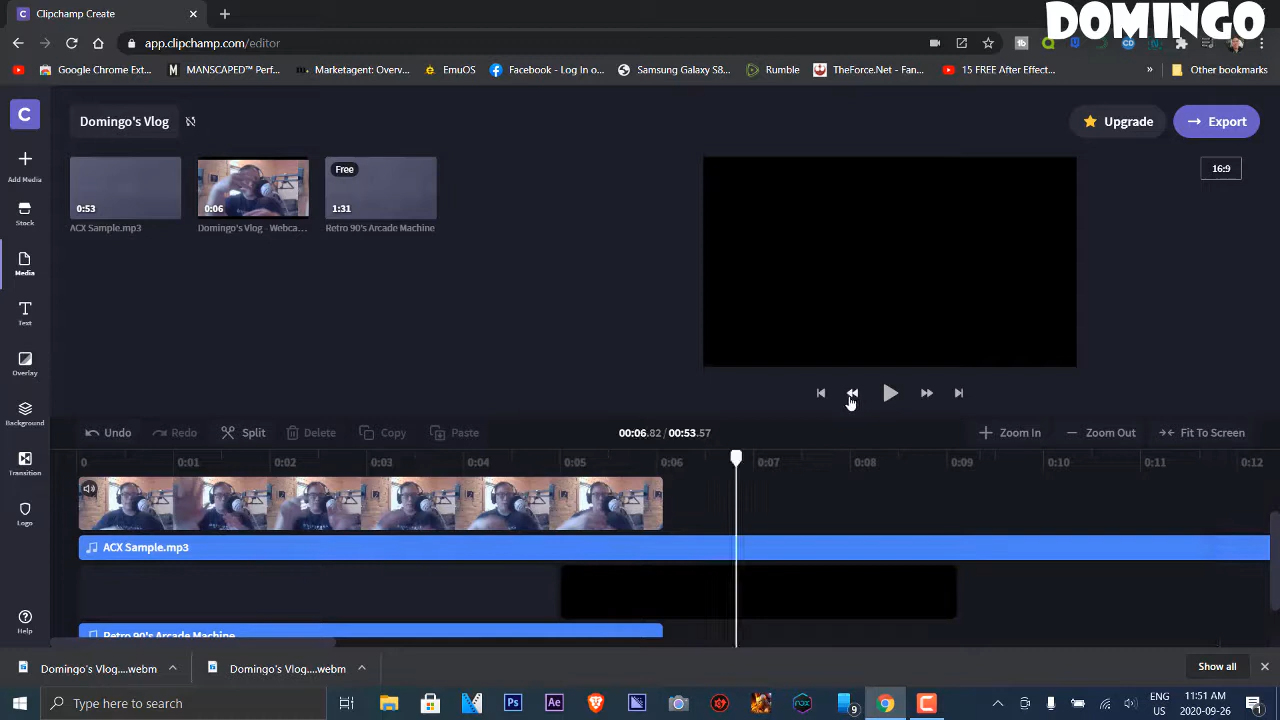 Clipchamp Create
DOMINGO
app.clipchamp.com/editor
Google Chrome Ext...
MANSCAPED™ Perf...
Marketagent: Overv...
EmuOS
Facebook - Log In o...
Samsung Galaxy S8...
Rumble
TheForce.Net - Fan...
15 FREE After Effect...
»
Other bookmarks
C
Domingo's Vlog
Upgrade
Export
Add Media
Stock
Media
Text
Overlay
Background
Transition
Logo
Help
0:53
0:06
Free
1:31
ACX Sample.mp3
Domingo's Vlog - Webca...
Retro 90's Arcade Machine
16:9
Undo
Redo
Split
Delete
Copy
Paste
00:06.82 / 00:53.57
Zoom In
Zoom Out
Fit To Screen
0 0:01 0:02 0:03 0:04 0:05 0:06 0:07 0:08 0:09 0:10 0:11 0:12
ACX Sample.mp3
Retro 90's Arcade Machine
Domingo's Vlog....webm
Domingo's Vlog....webm
Show all
Type here to search
Ps
Ae
nox
9
ENG
US
11:51 AM
2020-09-26
1